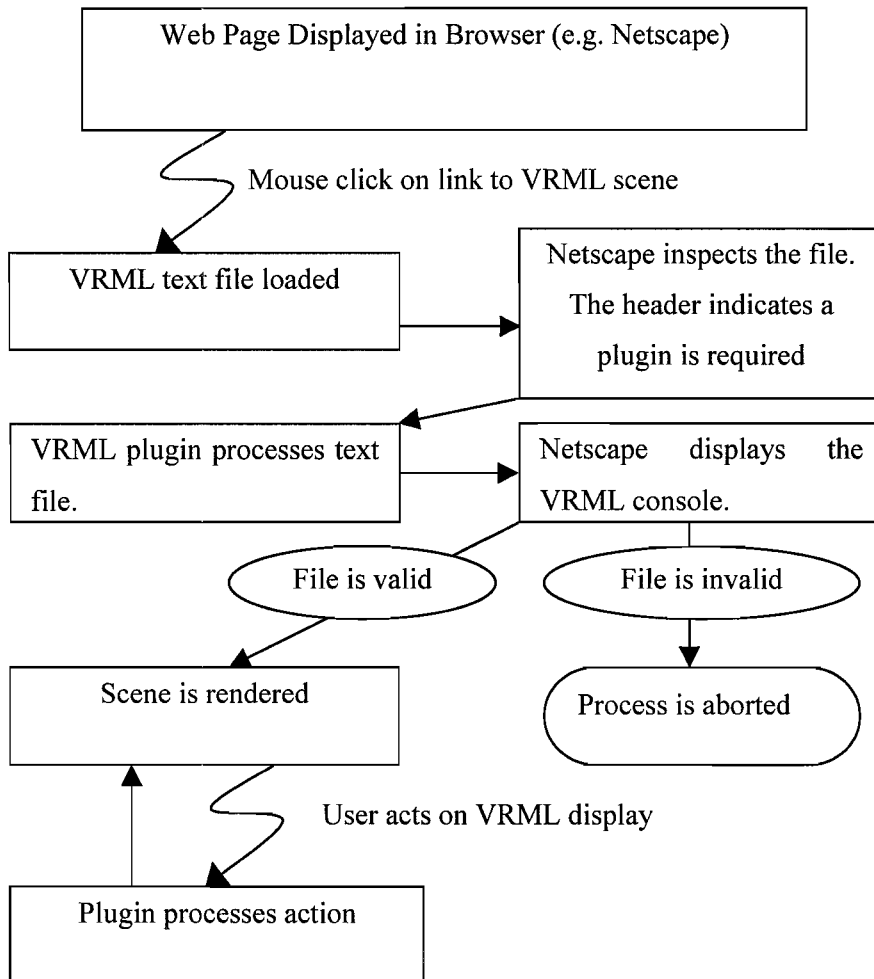 Web Page Displayed in Browser (e.g. Netscape)
Mouse click on link to VRML scene
VRML text file loaded
Netscape inspects the file.
The header indicates a
plugin is required
VRML plugin processes text
file.
Netscape displays the
VRML console.
File is valid
File is invalid
Scene is rendered
Process is aborted
User acts on VRML display
Plugin processes action